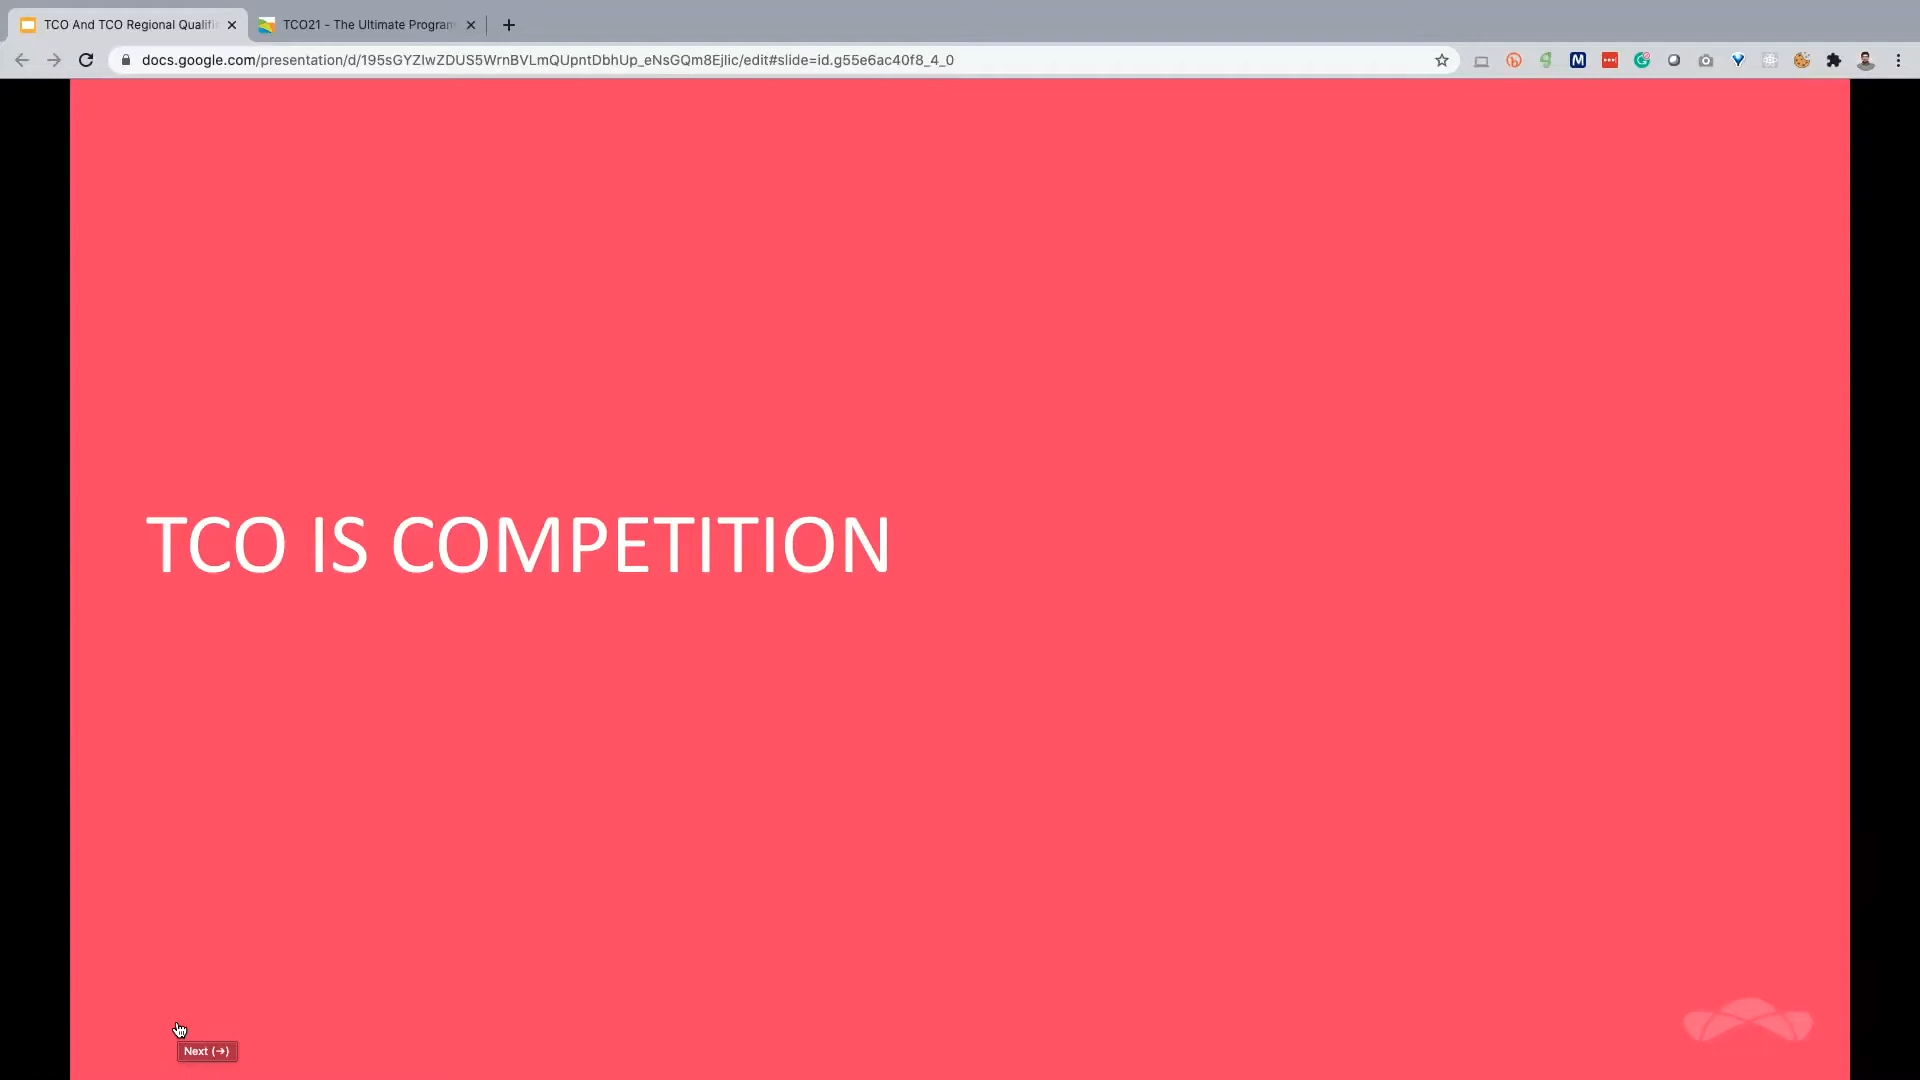 TCO And TCO Regional Qualifi
TCO21 - The Ultimate Program
docs.google.com/presentation/d/195sGYZIwZDUS5WrnBVLmQUpntDbhUp_eNsGQm8Ejlic/edit#slide=id.g55e6ac40f8_4_0
TCO IS COMPETITION
Next (→)